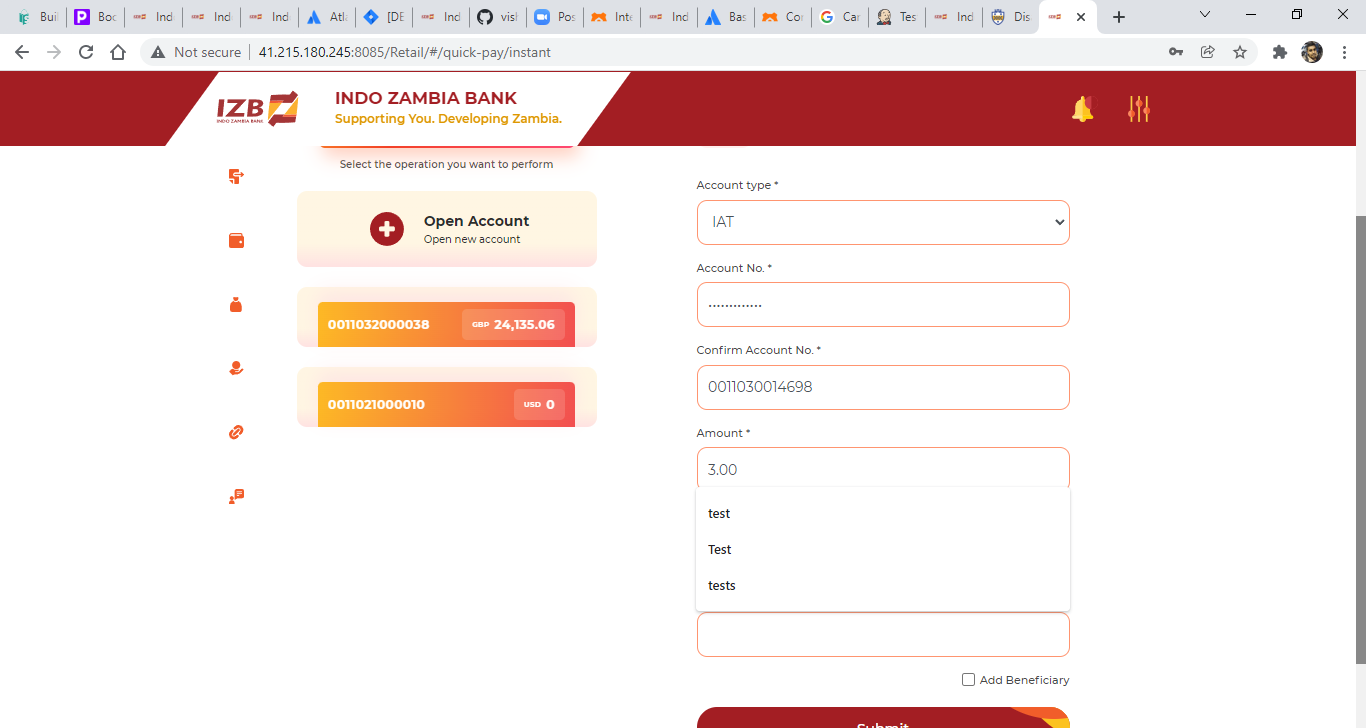 Buil
Boc
Ind
Ind
Ind
Atla
[DE
Ind
vish
Pos
Inte
Ind
Bas
Cor
Car
Tes
Ind
Dis
Not secure
41.215.180.245:8085/Retail/#/quick-pay/instant
IZB
INDO ZAMBIA BANK
INDO ZAMBIA BANK
Supporting You. Developing Zambia.
Select the operation you want to perform
Open Account
Open new account
0011032000038 GBP 24,135.06
0011021000010 USD 0
Account type *
IAT
Account No. *
•••••••••••••
Confirm Account No. *
0011030014698
Amount *
3.00
test
Test
tests
Add Beneficiary
Submit